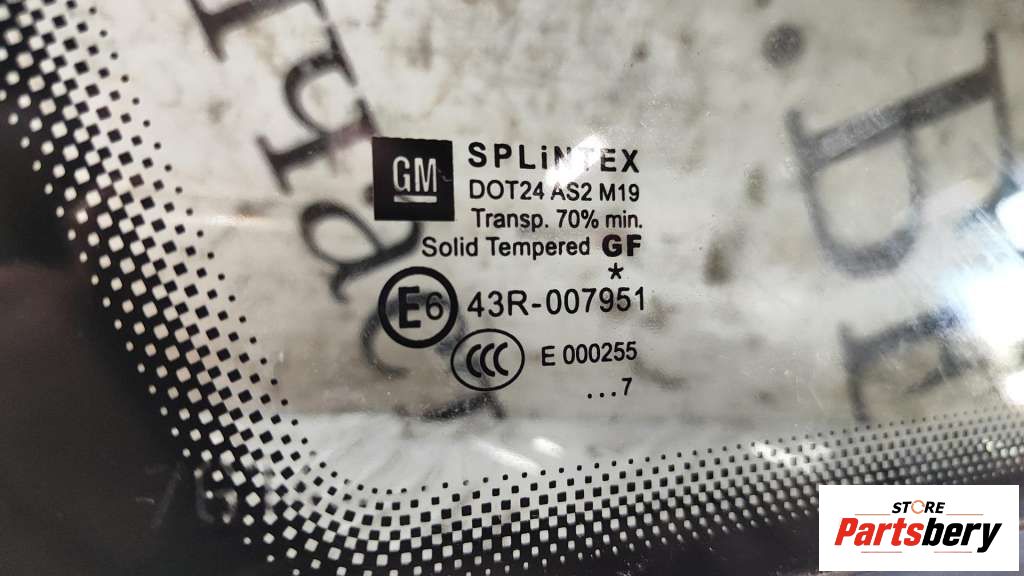 GM
SPLiNTEX
DOT24 AS2 M19
Transp. 70% min.
Solid Tempered GF
*
E6 43R-007951
CCC E 000255
...7
STORE
Partsbery